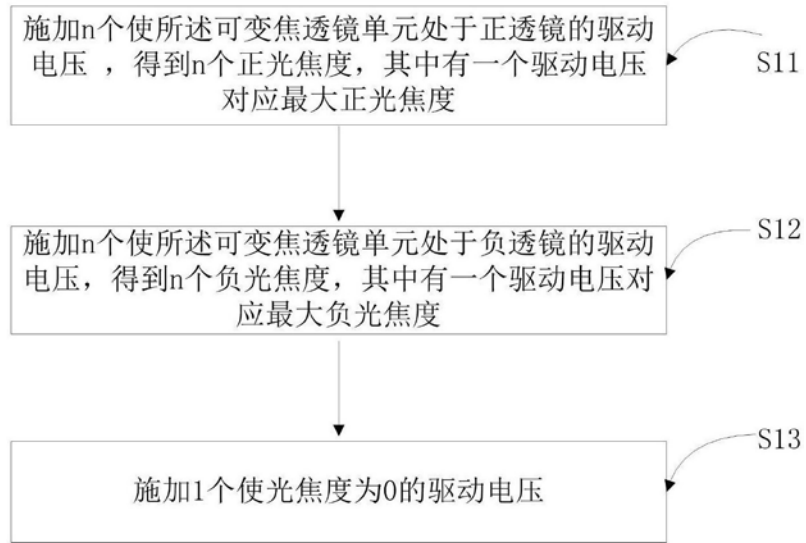 施加n个使所述可变焦透镜单元处于正透镜的驱动
电压 ，得到n个正光焦度，其中有一个驱动电压
对应最大正光焦度
S11
施加n个使所述可变焦透镜单元处于负透镜的驱动
电压，得到n个负光焦度，其中有一个驱动电压对
应最大负光焦度
S12
施加1个使光焦度为0的驱动电压
S13